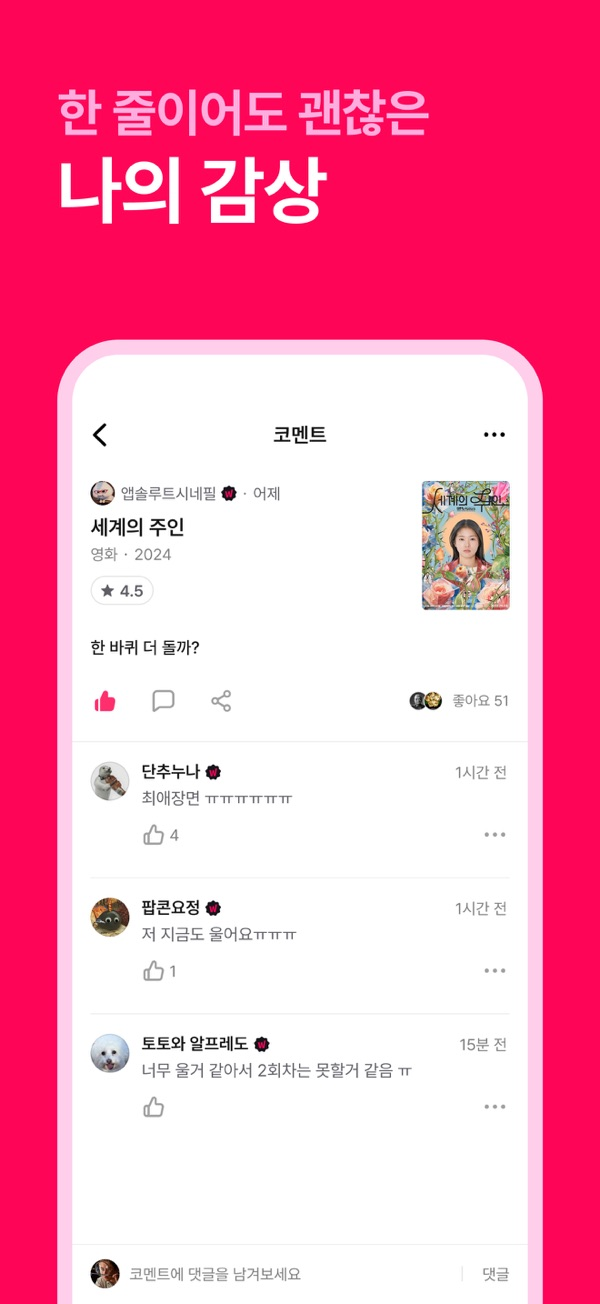 한 줄이어도 괜찮은
나의 감상
코멘트
앱솔루트시네필 · 어제
세계의 주인
세계의 주인
영화 · 2024
★ 4.5
한 바퀴 더 돌까?
좋아요 51
단추누나
1시간 전
최애장면 ㅠㅠㅠㅠㅠㅠ
4
팝콘요정
1시간 전
저 지금도 울어요ㅠㅠㅠ
1
토토와 알프레도
15분 전
너무 울거 같아서 2회차는 못할거 같음 ㅠ
코멘트에 댓글을 남겨보세요
댓글